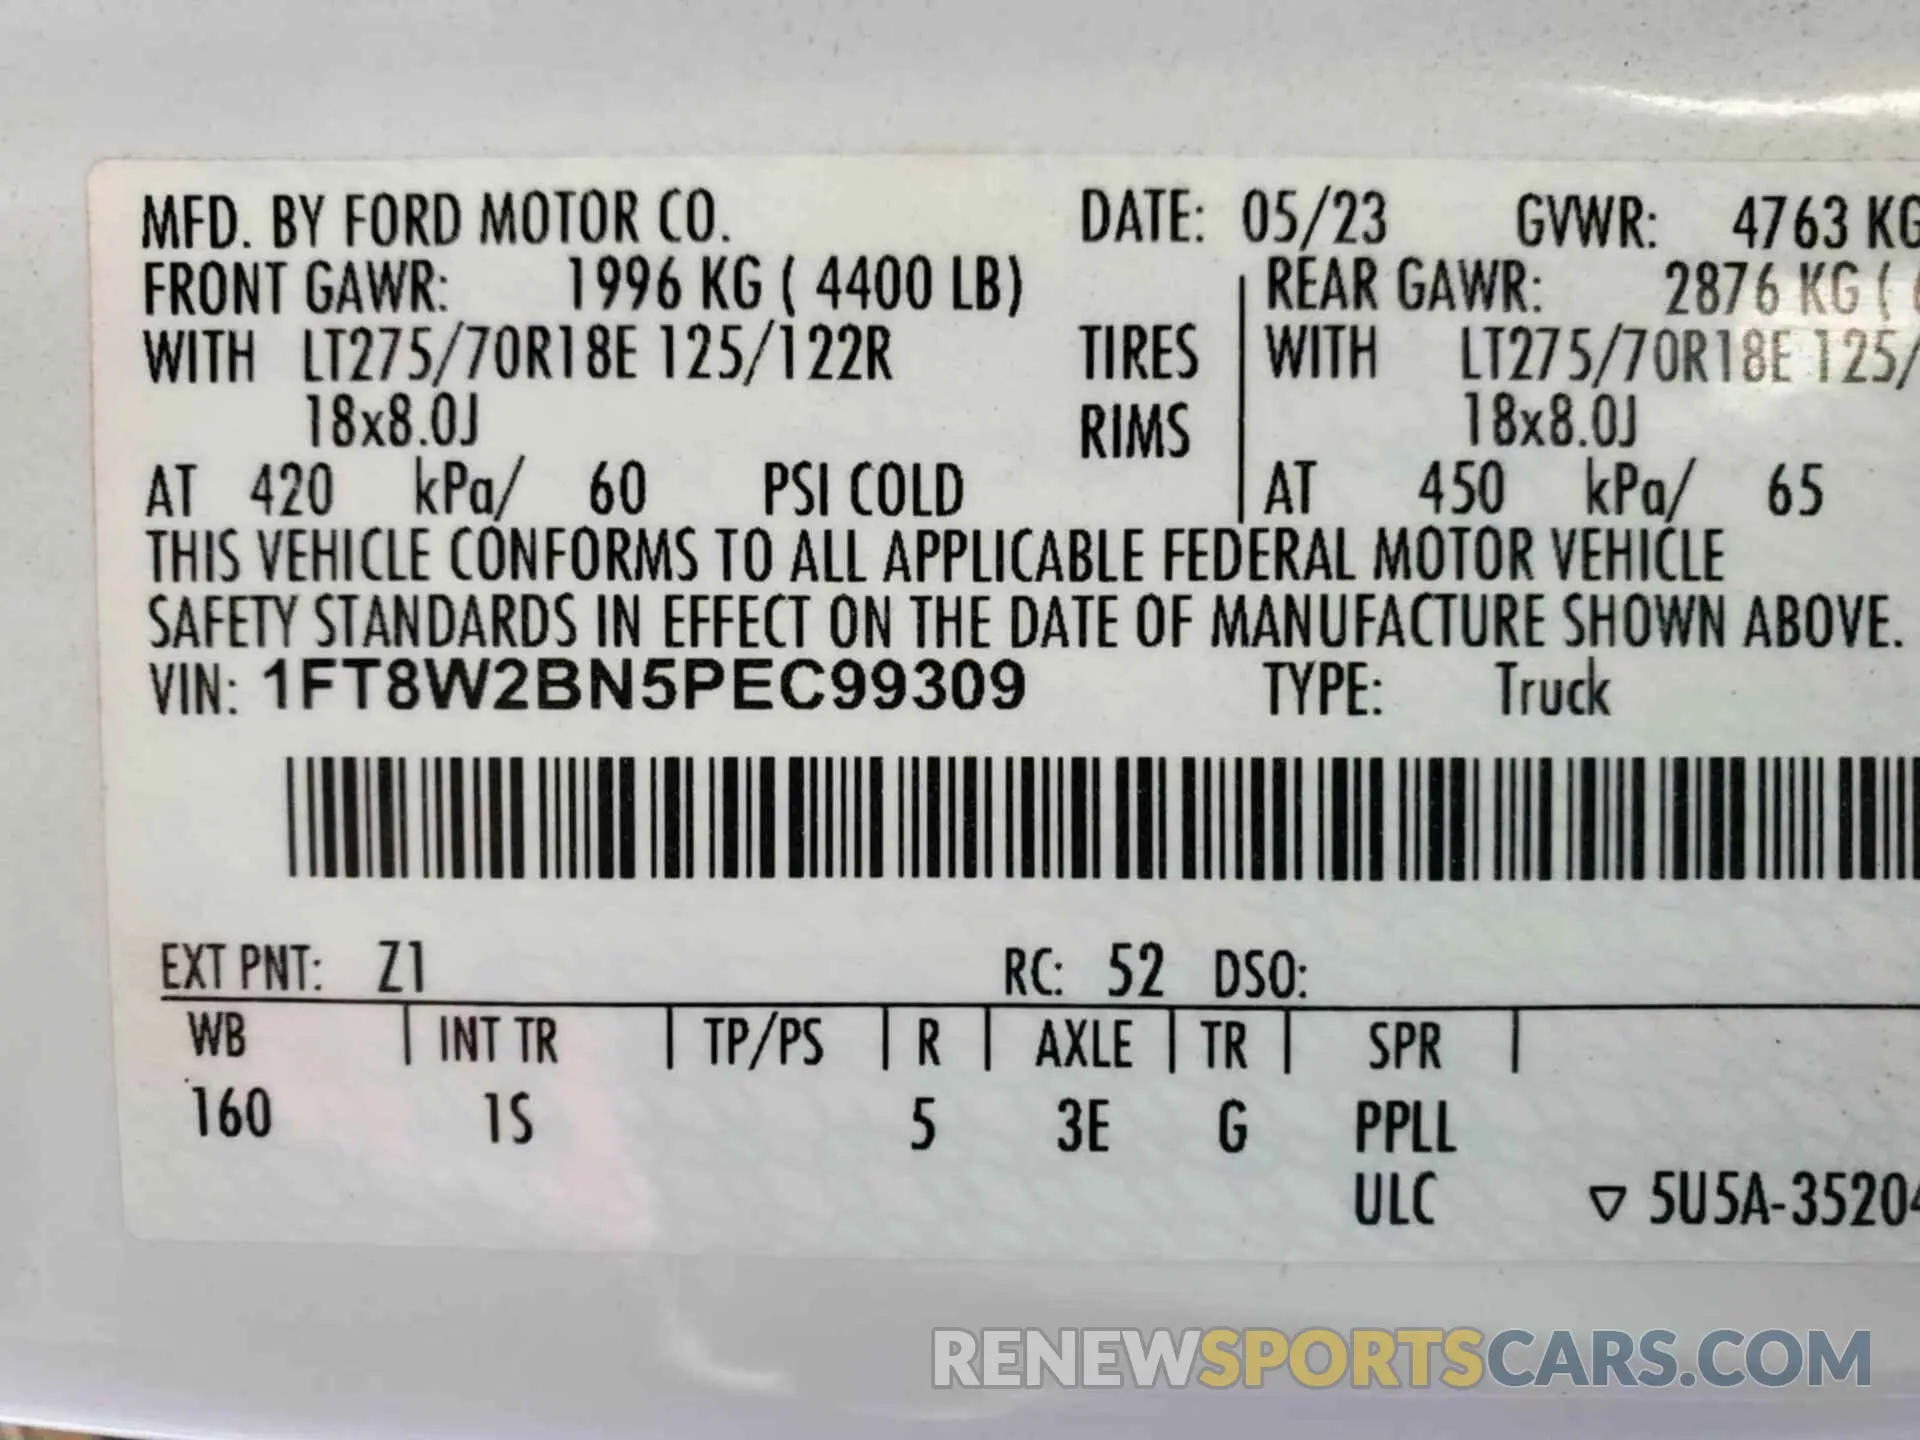 MFD. BY FORD MOTOR CO. DATE: 05/23 GVWR: 4763 KG
FRONT GAWR: 1996 KG ( 4400 LB) REAR GAWR: 2876 KG (
WITH LT275/70R18E 125/122R TIRES WITH LT275/70R18E 125/
18x8.0J RIMS 18x8.0J
AT 420 kPa/ 60 PSI COLD AT 450 kPa/ 65
THIS VEHICLE CONFORMS TO ALL APPLICABLE FEDERAL MOTOR VEHICLE
SAFETY STANDARDS IN EFFECT ON THE DATE OF MANUFACTURE SHOWN ABOVE.
VIN: 1FT8W2BN5PEC99309 TYPE: Truck
EXT PNT: Z1 RC: 52 DSO:
WB | INT TR | TP/PS | R | AXLE | TR | SPR |
160 1S 5 3E G PPLL
ULC ▽ 5U5A-35204
RENEWSPORTSCARS.COM